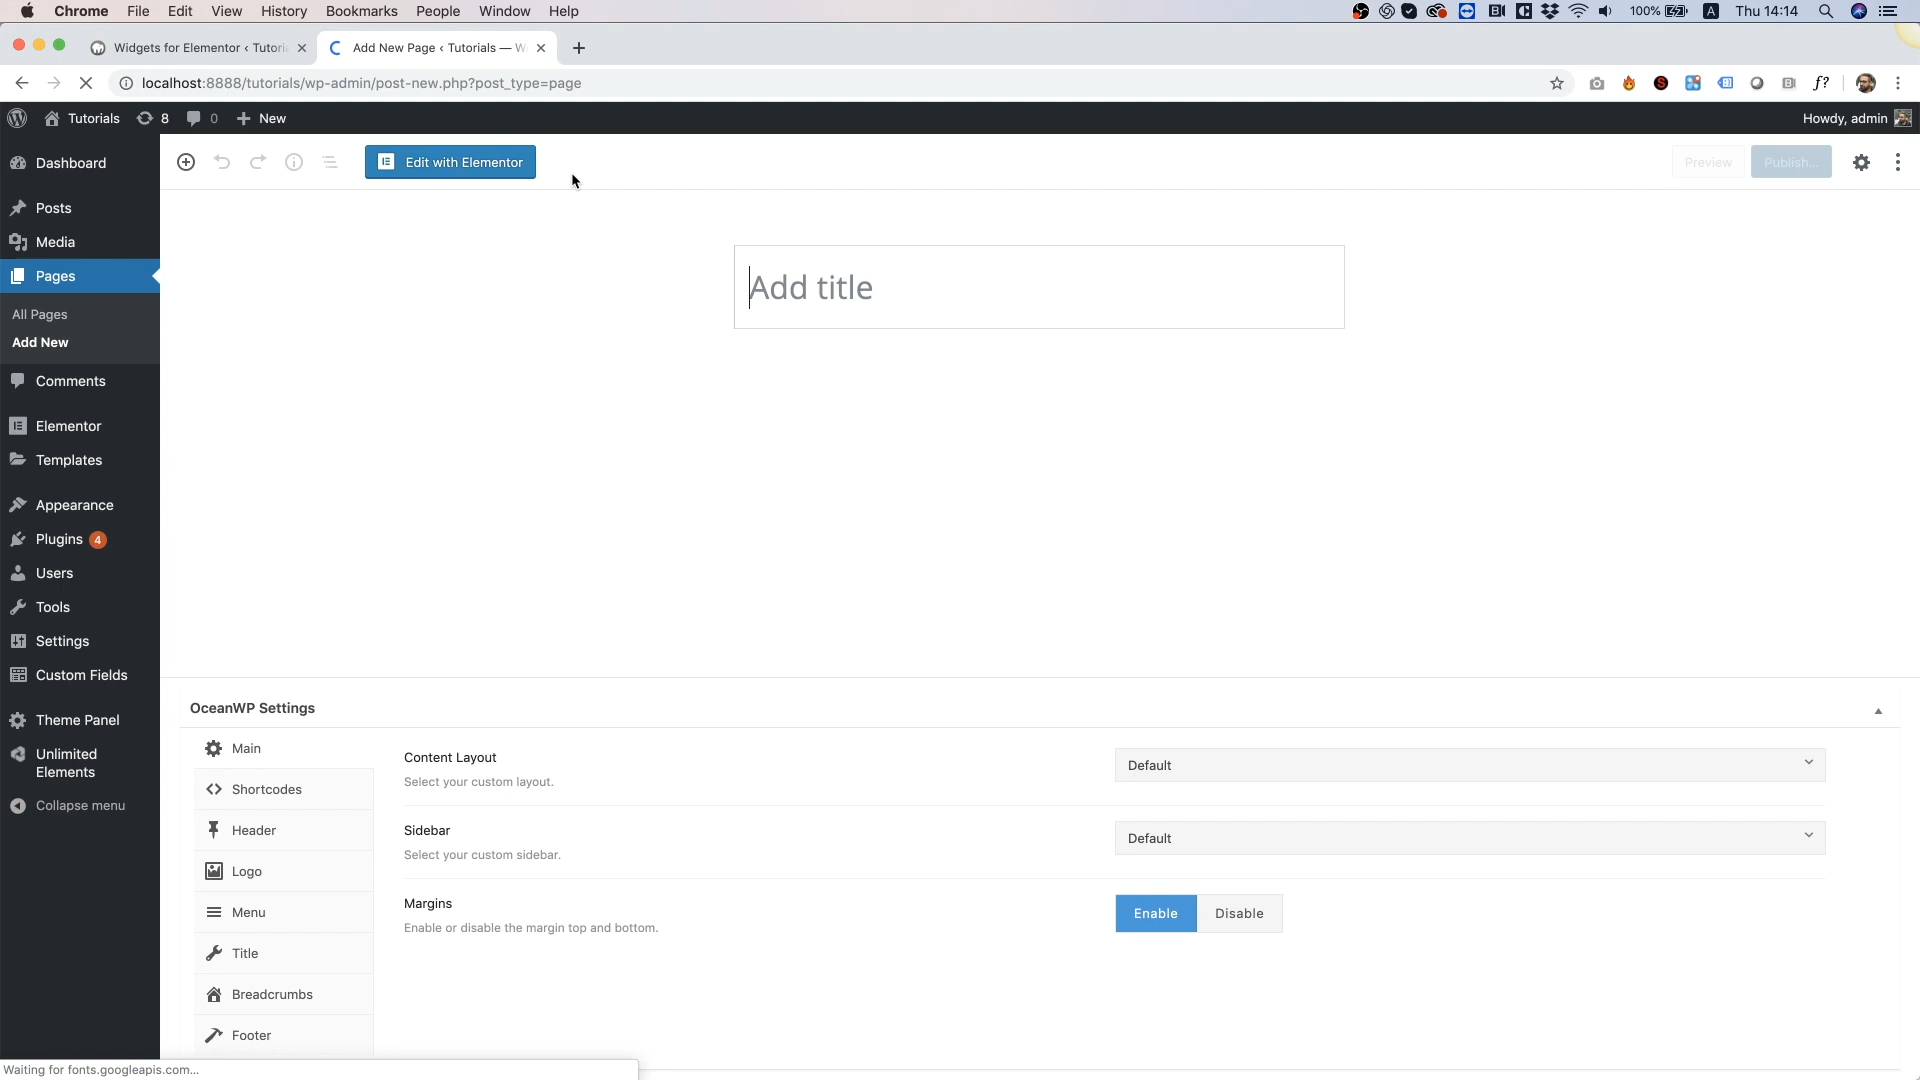 Chrome File Edit View History Bookmarks People Window Help
100% A Thu 14:14
Widgets for Elementor ‹ Tutori
Add New Page ‹ Tutorials — W
localhost:8888/tutorials/wp-admin/post-new.php?post_type=page
f?
Tutorials 8 0 New
Howdy, admin
Dashboard
Posts
Media
Pages
All Pages
Add New
Comments
Elementor
Templates
Appearance
Plugins 4
Users
Tools
Settings
Custom Fields
Theme Panel
Unlimited
Elements
Collapse menu
Edit with Elementor
Preview
Publish...
Add title
OceanWP Settings
Main
Shortcodes
Header
Logo
Menu
Title
Breadcrumbs
Footer
Content Layout
Select your custom layout.
Default
Sidebar
Select your custom sidebar.
Default
Margins
Enable or disable the margin top and bottom.
Enable
Disable
Waiting for fonts.googleapis.com...